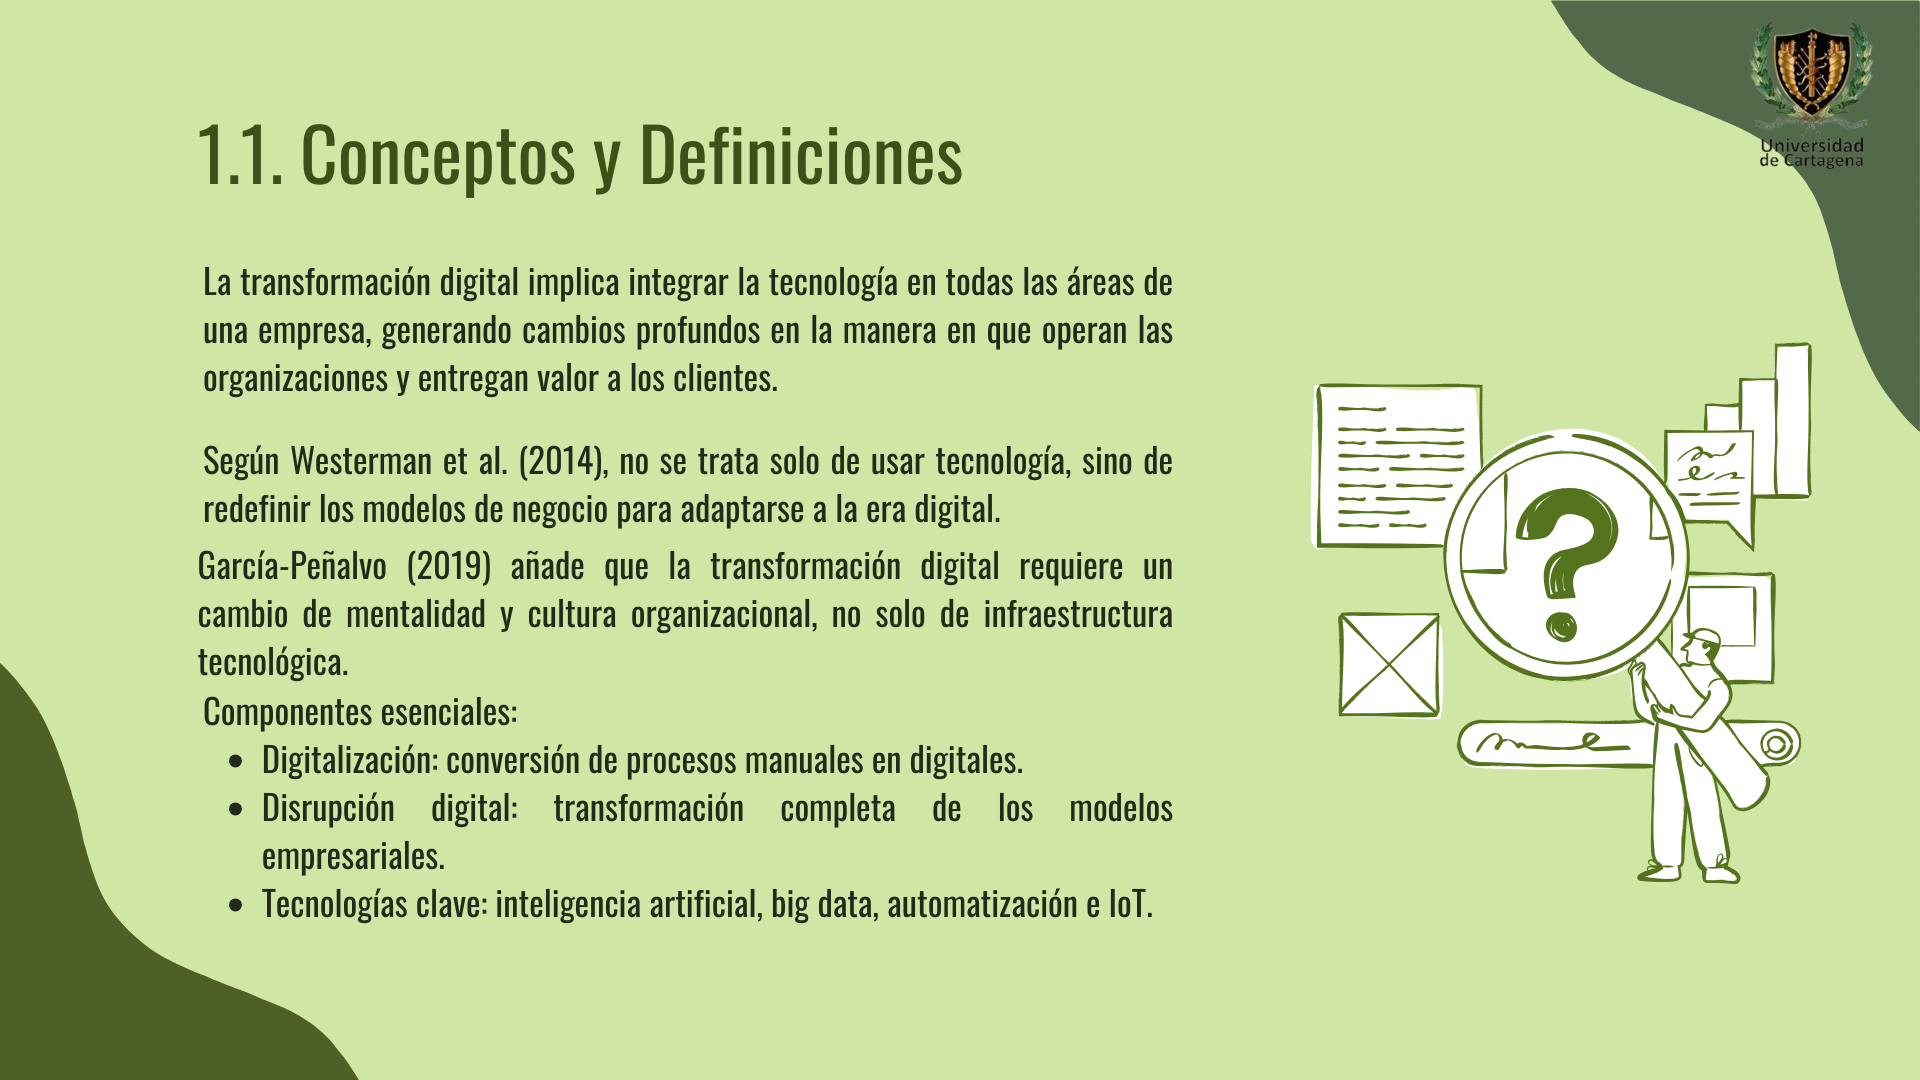 Universidad
de Cartagena
1.1. Conceptos y Definiciones
La transformación digital implica integrar la tecnología en todas las áreas de
una empresa, generando cambios profundos en la manera en que operan las
organizaciones y entregan valor a los clientes.
Según Westerman et al. (2014), no se trata solo de usar tecnología, sino de
redefinir los modelos de negocio para adaptarse a la era digital.
García-Peñalvo (2019) añade que la transformación digital requiere un
cambio de mentalidad y cultura organizacional, no solo de infraestructura
tecnológica.
Componentes esenciales:
• Digitalización: conversión de procesos manuales en digitales.
• Disrupción digital: transformación completa de los modelos
empresariales.
• Tecnologías clave: inteligencia artificial, big data, automatización e IoT.
?